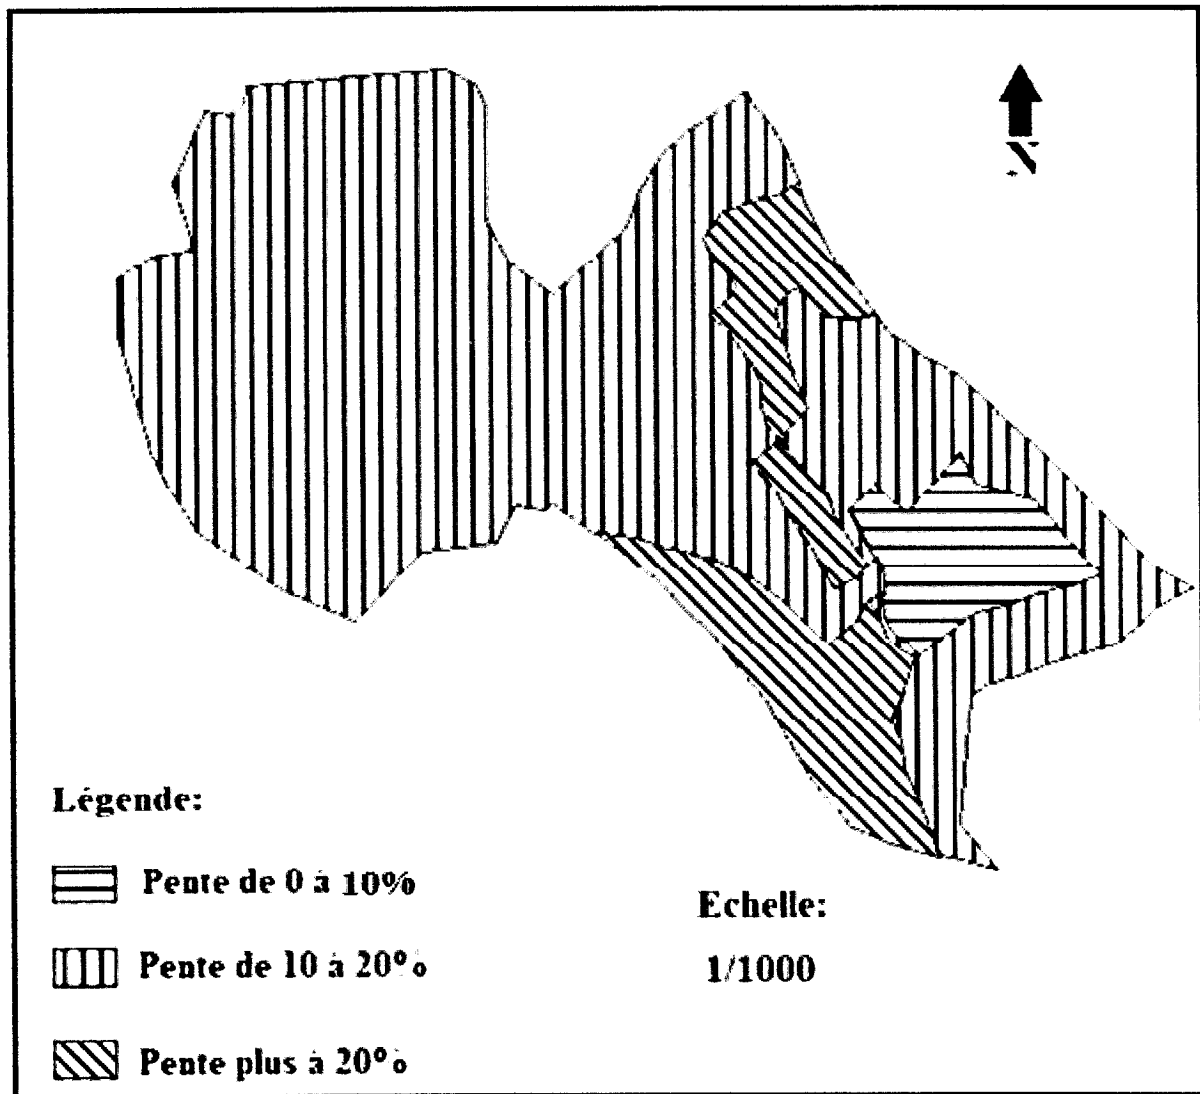 N
Légende:
Pente de 0 à 10%
Pente de 10 à 20%
Pente plus à 20%
Echelle:
1/1000